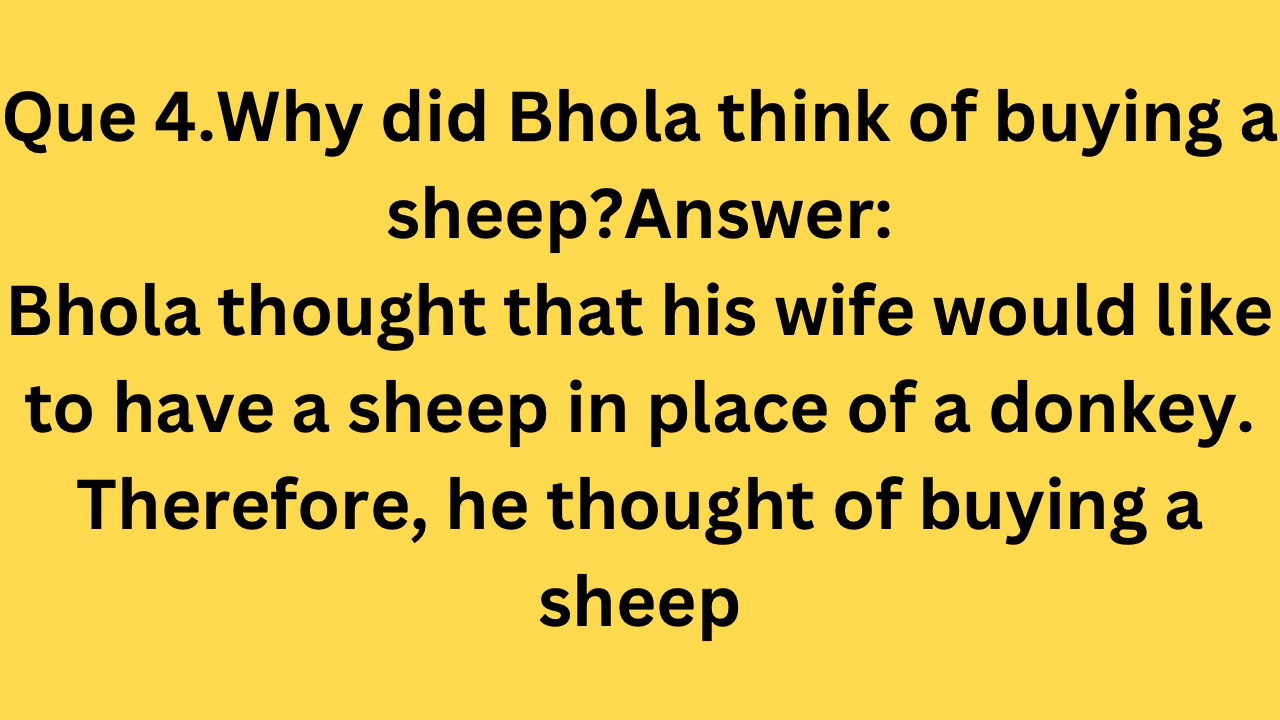 Que 4.Why did Bhola think of buying a
sheep?Answer:
Bhola thought that his wife would like
to have a sheep in place of a donkey.
Therefore, he thought of buying a
sheep